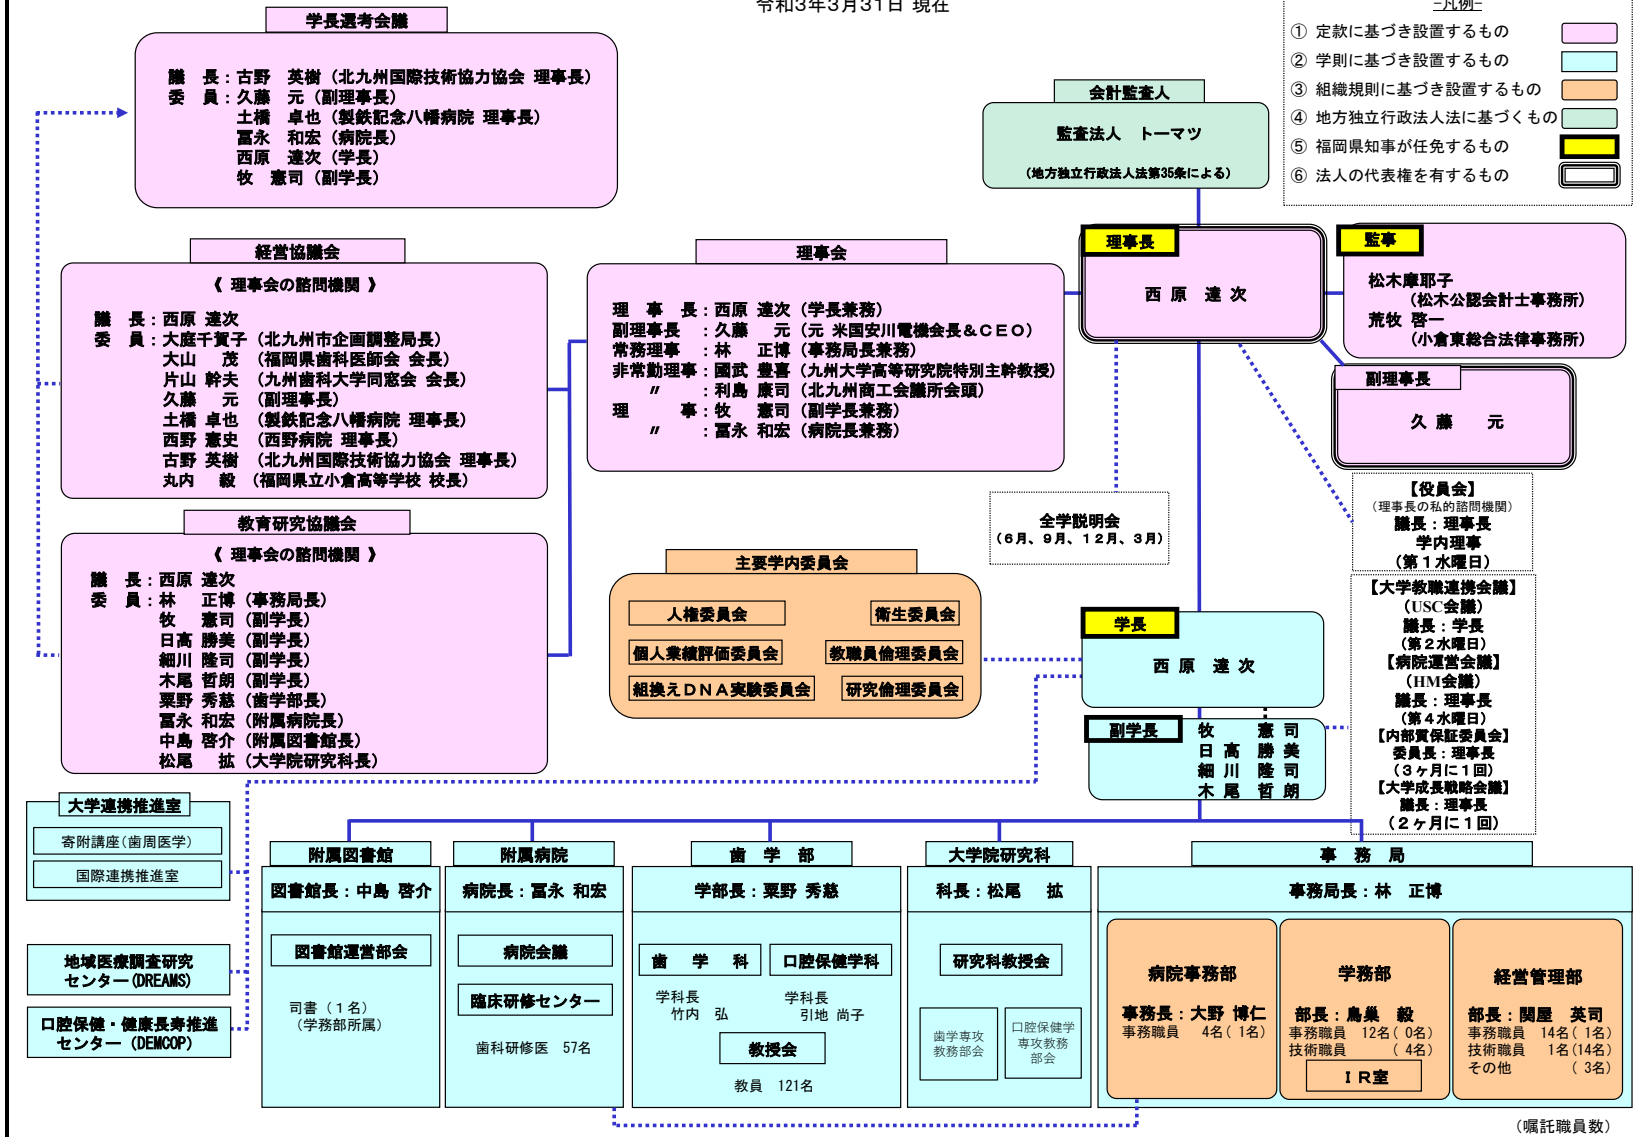 令和3年3月31日 現在
-凡例-
① 定款に基づき設置するもの
② 学則に基づき設置するもの
③ 組織規則に基づき設置するもの
④ 地方独立行政法人法に基づくもの
⑤ 福岡県知事が任免するもの
⑥ 法人の代表権を有するもの
学長選考会議
議　長：古野　英樹（北九州国際技術協力協会 理事長）
委　員：久藤　元（副理事長）
土橋　卓也（製鉄記念八幡病院 理事長）
冨永　和宏（病院長）
西原　達次（学長）
牧　憲司（副学長）
会計監査人
監査法人　トーマツ
（地方独立行政法人法第35条による）
経営協議会
《 理事会の諮問機関 》
議　長：西原 達次
委　員：大庭千賀子（北九州市企画調整局長）
大山　茂（福岡県歯科医師会 会長）
片山 幹夫（九州歯科大学同窓会 会長）
久藤　元（副理事長）
土橋 卓也（製鉄記念八幡病院 理事長）
西野 憲史（西野病院 理事長）
古野 英樹（北九州国際技術協力協会 理事長）
丸内　毅（福岡県立小倉高等学校 校長）
理事会
理　事　長：西原 達次（学長兼務）
副理事長　：久藤　元（元 米国安川電機会長&CEO）
常務理事　：林　正博（事務局長兼務）
非常勤理事：國武 豊喜（九州大学高等研究院特別主幹教授）
〃　：利島 康司（北九州商工会議所会頭）
理　　事：牧　憲司（副学長兼務）
〃　：冨永 和宏（病院長兼務）
理事長
西 原　達 次
監事
松木摩耶子
（松木公認会計士事務所）
荒牧 啓一
（小倉東総合法律事務所）
副理事長
久 藤　元
教育研究協議会
《 理事会の諮問機関 》
議　長：西原 達次
委　員：林　正博（事務局長）
牧　憲司（副学長）
日高 勝美（副学長）
細川 隆司（副学長）
木尾 哲朗（副学長）
粟野 秀慈（歯学部長）
冨永 和宏（附属病院長）
中島 啓介（附属図書館長）
松尾　拡（大学院研究科長）
全学説明会
（6月、9月、12月、3月）
【役員会】
（理事長の私的諮問機関）
議長：理事長
学内理事
（第１水曜日）
主要学内委員会
人権委員会
衛生委員会
個人業績評価委員会
教職員倫理委員会
組換えＤＮＡ実験委員会
研究倫理委員会
学長
西 原　達 次
副学長
牧　憲 司
日 高　勝 美
細 川　隆 司
木 尾　哲 朗
【大学教職連携会議】
（USC会議）
議長：学長
（第２水曜日）
【病院運営会議】
（HM会議）
議長：理事長
（第４水曜日）
【内部質保証委員会】
委員長：理事長
（３ヶ月に１回）
【大学成長戦略会議】
議長：理事長
（２ヶ月に１回）
大学連携推進室
寄附講座(歯周医学)
国際連携推進室
地域医療調査研究
センター(DREAMS)
口腔保健・健康長寿推進
センター（DEMCOP）
附属図書館
図書館長：中島 啓介
図書館運営部会
司書（１名）
（学務部所属）
附属病院
病院長：冨永 和宏
病院会議
臨床研修センター
歯科研修医　57名
歯 学 部
学部長：粟野 秀慈
歯　学　科
口腔保健学科
学科長
竹内　弘
学科長
引地 尚子
教授会
教員　121名
大学院研究科
科長：松尾　拡
研究科教授会
歯学専攻
教務部会
口腔保健学
専攻教務
部会
事 務 局
事務局長：林　正博
病院事務部
事務長：大野 博仁
事務職員　4名( 1名)
学務部
部長：鳥巣　毅
事務職員　12名( 0名)
技術職員　( 4名)
ＩＲ室
経営管理部
部長：関屋　英司
事務職員　14名( 1名)
技術職員　1名(14名)
その他　( 3名)
（嘱託職員数）